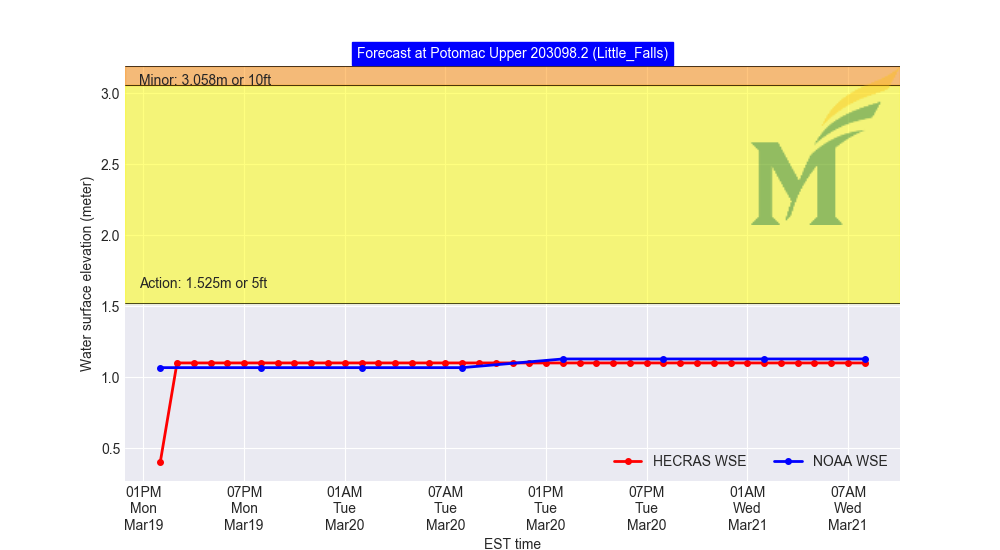 Forecast at Potomac Upper 203098.2 (Little_Falls)
Minor: 3.058m or 10ft
3.0
2.5
2.0
Action: 1.525m or 5ft
1.5
1.0
0.5
Water surface elevation (meter)
M
HECRAS WSE
NOAA WSE
01PM
Mon
Mar19
07PM
Mon
Mar19
01AM
Tue
Mar20
07AM
Tue
Mar20
01PM
Tue
Mar20
07PM
Tue
Mar20
01AM
Wed
Mar21
07AM
Wed
Mar21
EST time